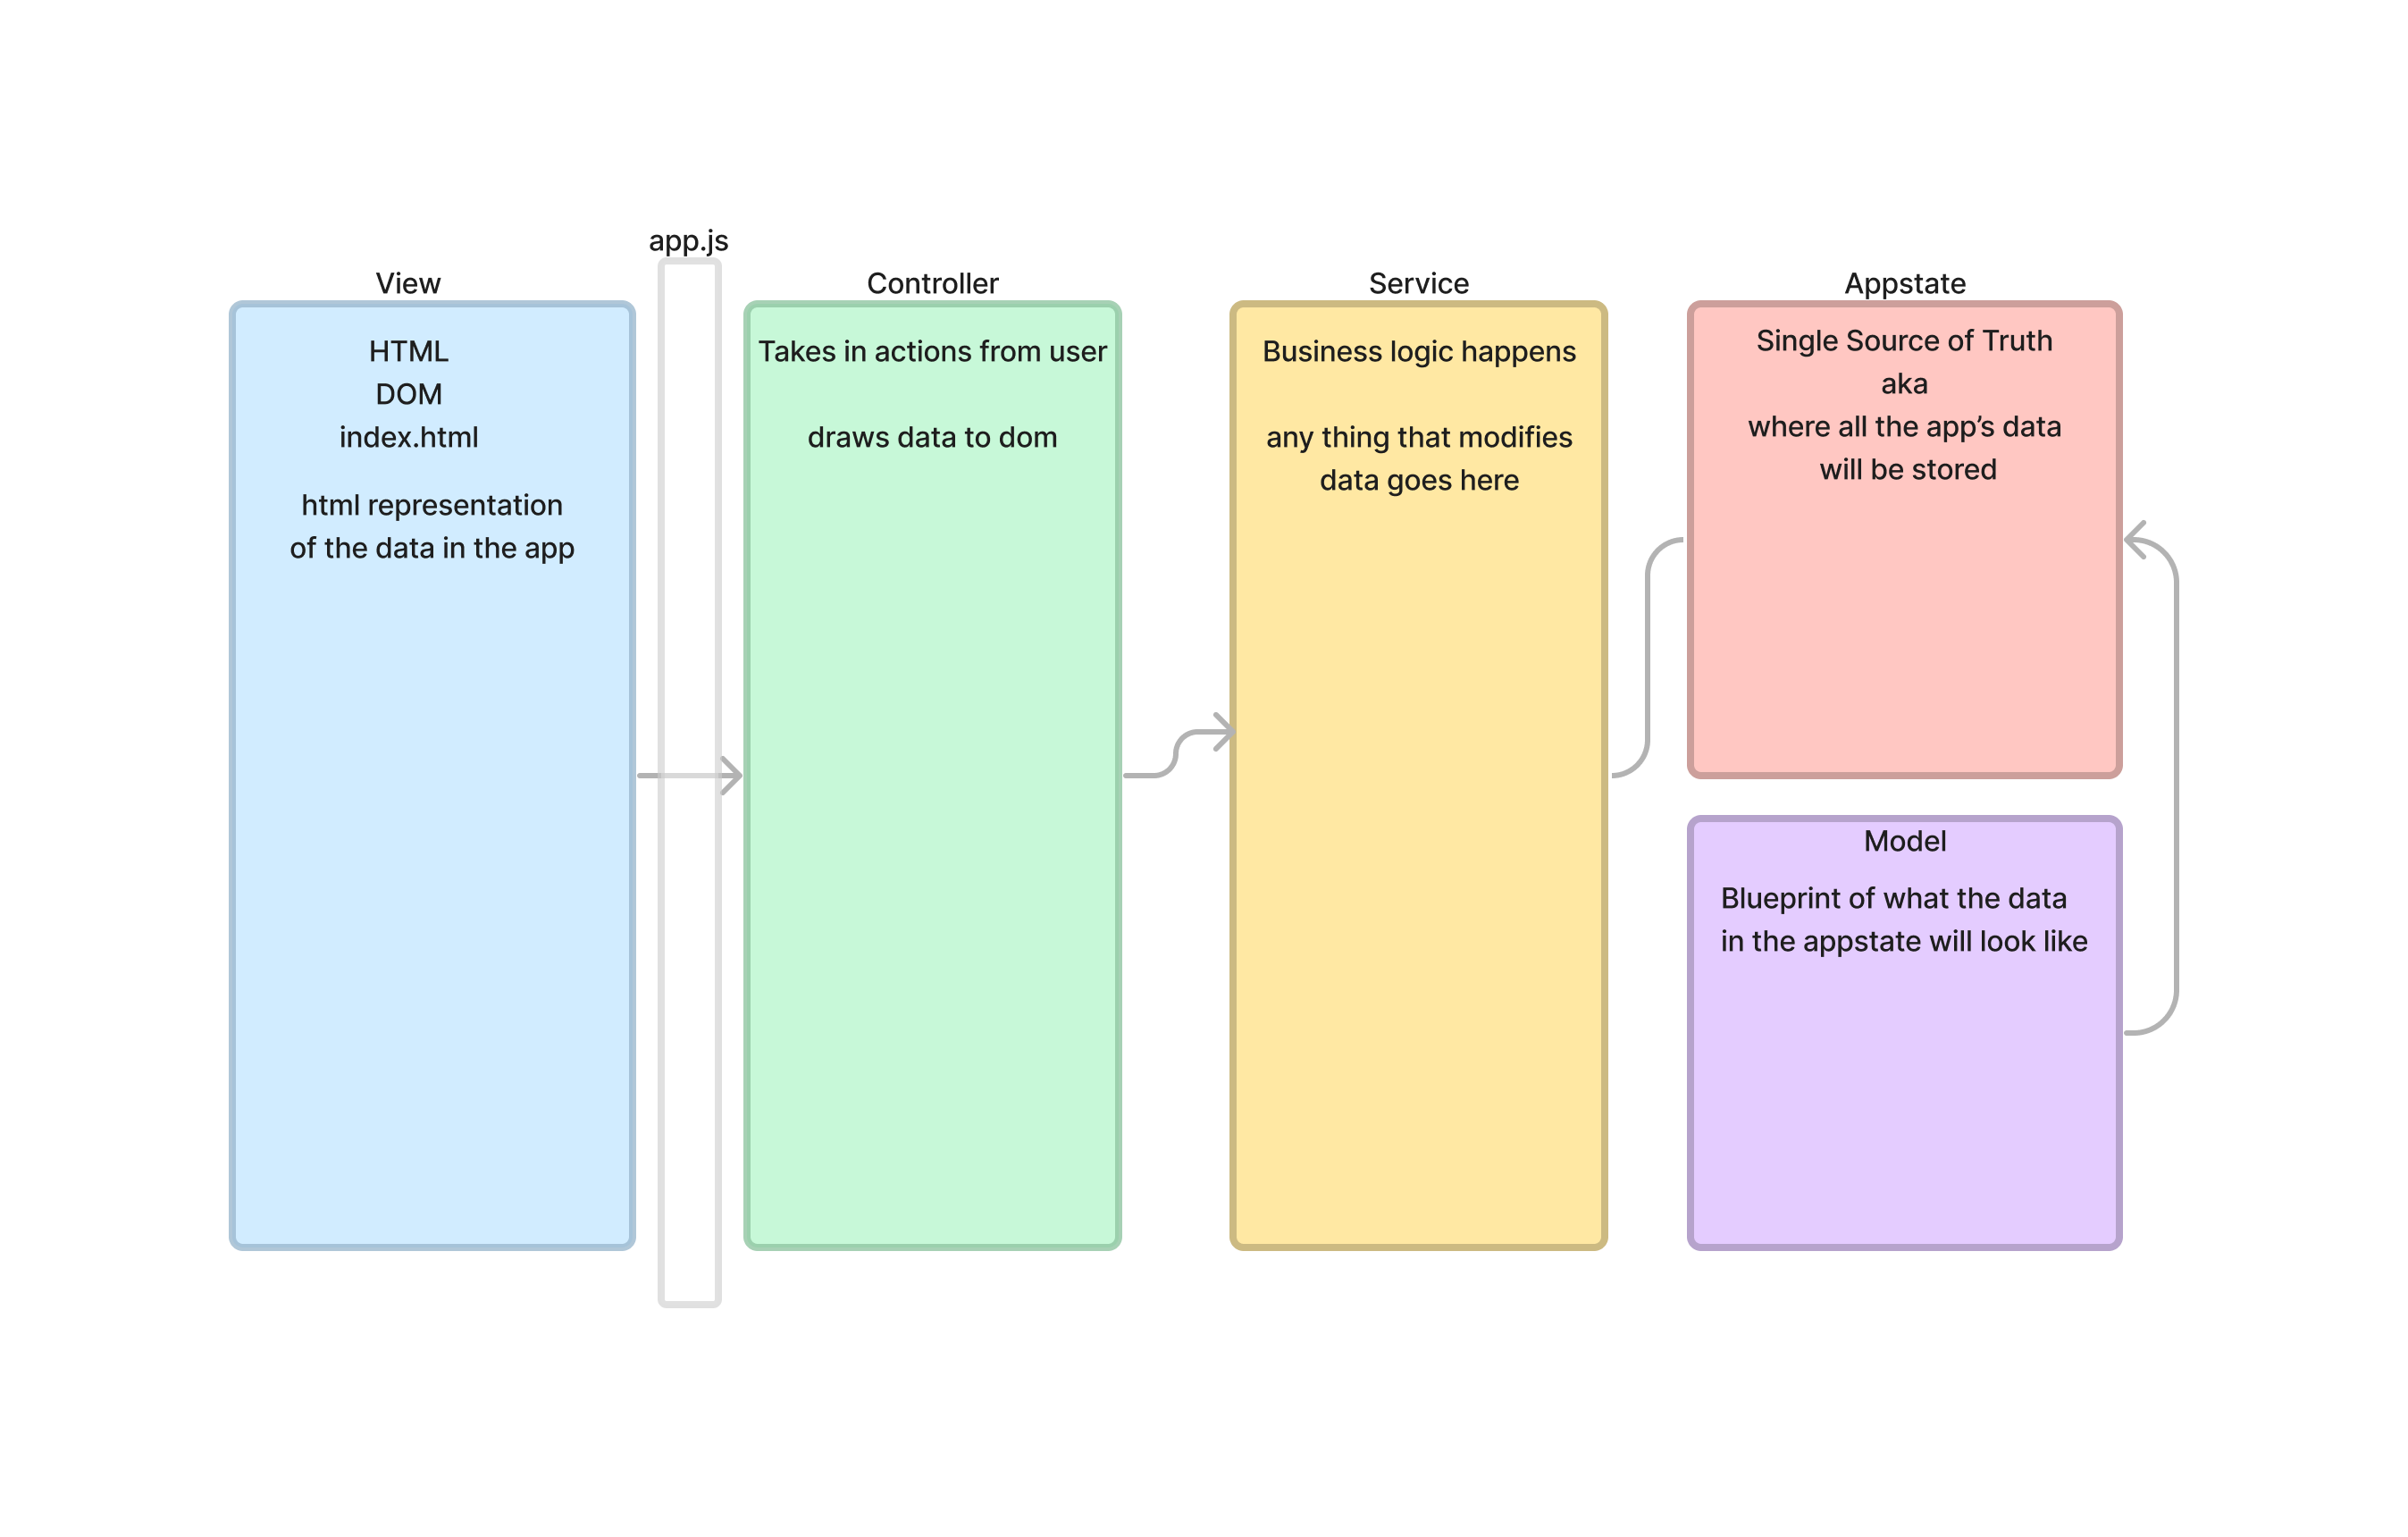 app.js
View
HTML
DOM
index.html
html representation
of the data in the app
Controller
Takes in actions from user
draws data to dom
Service
Business logic happens
any thing that modifies
data goes here
Appstate
Single Source of Truth
aka
where all the app’s data
will be stored
Model
Blueprint of what the data
in the appstate will look like